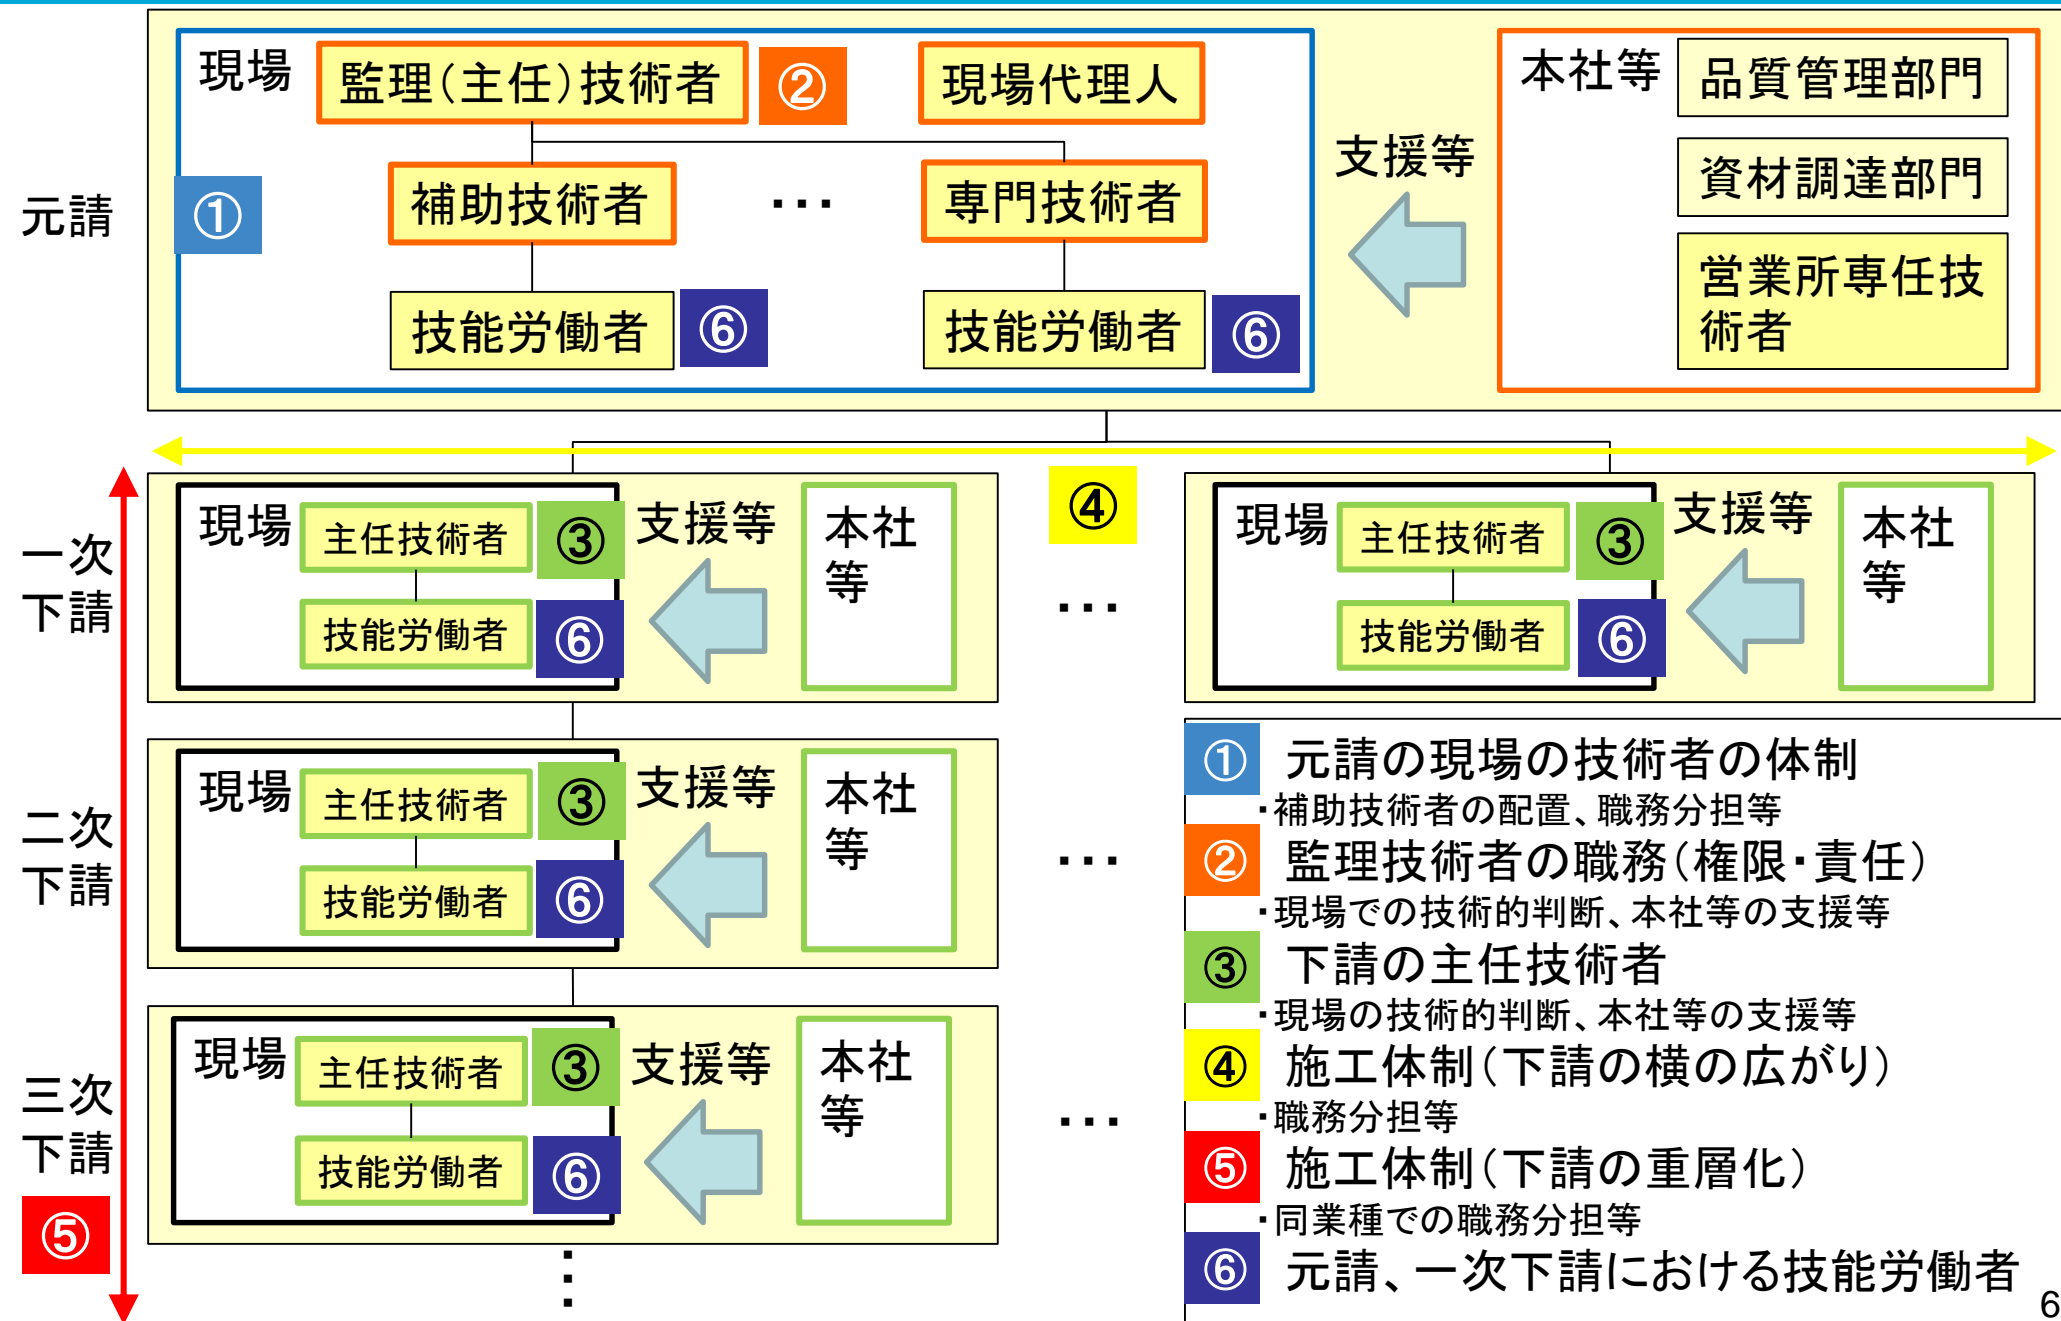 元請
現場
監理（主任）技術者
②
現場代理人
①
補助技術者
･･･
専門技術者
技能労働者
⑥
技能労働者
⑥
支援等
本社等
品質管理部門
資材調達部門
営業所専任技
術者
④
一次
下請
現場
主任技術者
③
技能労働者
⑥
支援等
本社
等
･･･
現場
主任技術者
③
技能労働者
⑥
支援等
本社
等
二次
下請
現場
主任技術者
③
技能労働者
⑥
支援等
本社
等
･･･
三次
下請
⑤
現場
主任技術者
③
技能労働者
⑥
支援等
本社
等
･･･
･･･
① 元請の現場の技術者の体制
・補助技術者の配置、職務分担等
② 監理技術者の職務（権限・責任）
・現場での技術的判断、本社等の支援等
③ 下請の主任技術者
・現場の技術的判断、本社等の支援等
④ 施工体制（下請の横の広がり）
・職務分担等
⑤ 施工体制（下請の重層化）
・同業種での職務分担等
⑥ 元請、一次下請における技能労働者
6